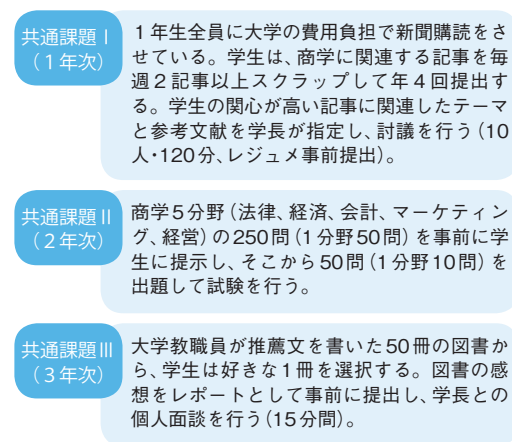 共通課題Ⅰ
（1年次）
１年生全員に大学の費用負担で新聞購読をさ
せている。学生は、商学に関連する記事を毎
週２記事以上スクラップして年４回提出す
る。学生の関心が高い記事に関連したテーマ
と参考文献を学長が指定し、討議を行う（10
人・120分、レジュメ事前提出）。
共通課題Ⅱ
（2年次）
商学５分野（法律、経済、会計、マーケティン
グ、経営）の250問（１分野50問）を事前に学
生に提示し、そこから50問（１分野10問）を
出題して試験を行う。
共通課題Ⅲ
（3年次）
大学教職員が推薦文を書いた50冊の図書か
ら、学生は好きな１冊を選択する。図書の感
想をレポートとして事前に提出し、学長との
個人面談を行う（15分間）。